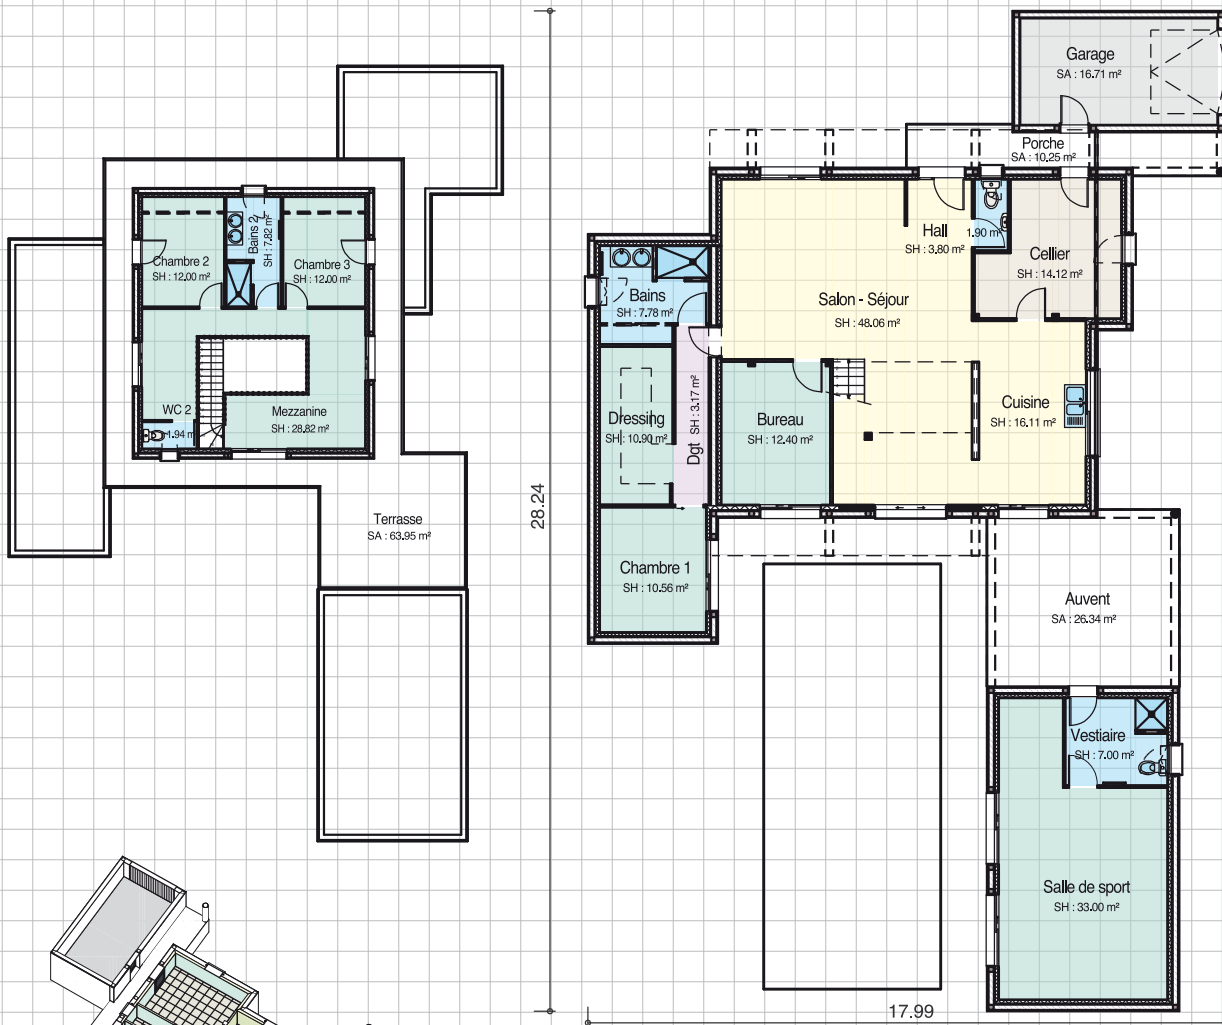 Garage
SA : 16.71 m²
Porche
SA : 10.25 m²
Hall
SH : 3.80 m²
1.90 m²
Cellier
SH : 14.12 m²
Salon - Séjour
SH : 48.06 m²
Bains
SH : 7.78 m²
Dressing
SH : 10.90 m²
Dgt
SH : 3.17 m²
Bureau
SH : 12.40 m²
Cuisine
SH : 16.11 m²
Chambre 1
SH : 10.56 m²
Auvent
SA : 26.34 m²
Vestiaire
SH : 7.00 m²
Salle de sport
SH : 33.00 m²
Chambre 2
SH : 12.00 m²
Bains 2
SH : 7.82 m²
Chambre 3
SH : 12.00 m²
WC 2
1.94 m
Mezzanine
SH : 28.82 m²
Terrasse
SA : 63.95 m²
28.24
17.99